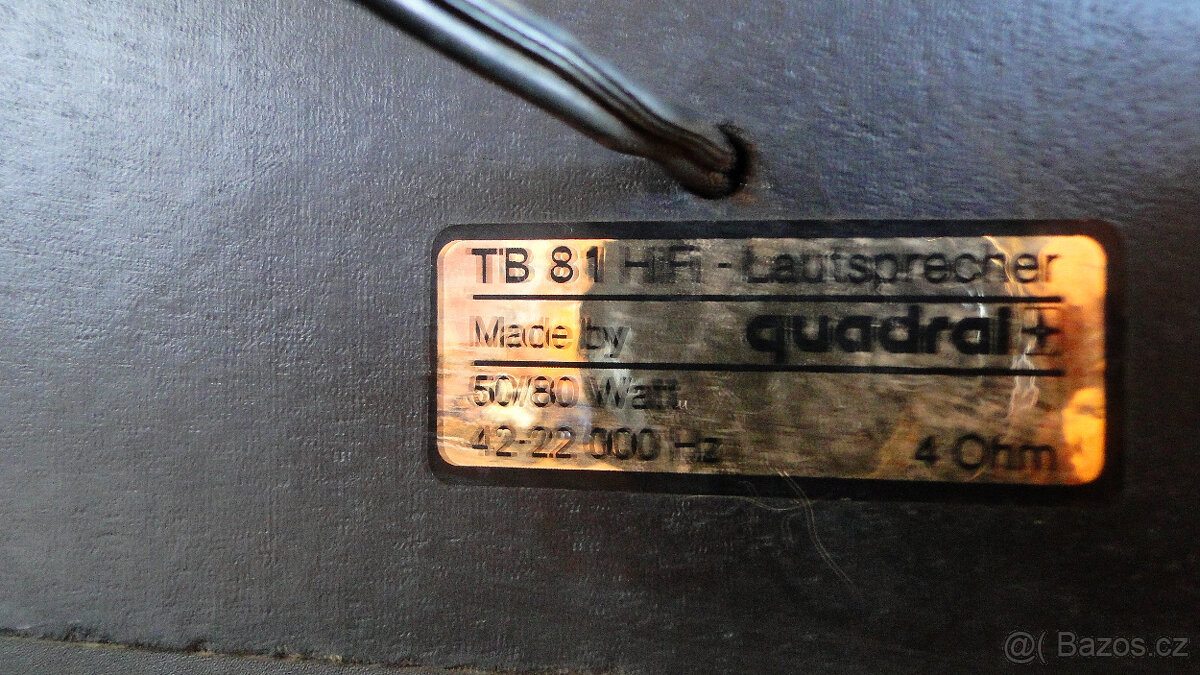 TB 81 HiFi - Lautsprecher
Made by quadral+
50/80 Watt
42-22 000 Hz 4 Ohm
@( Bazos.cz